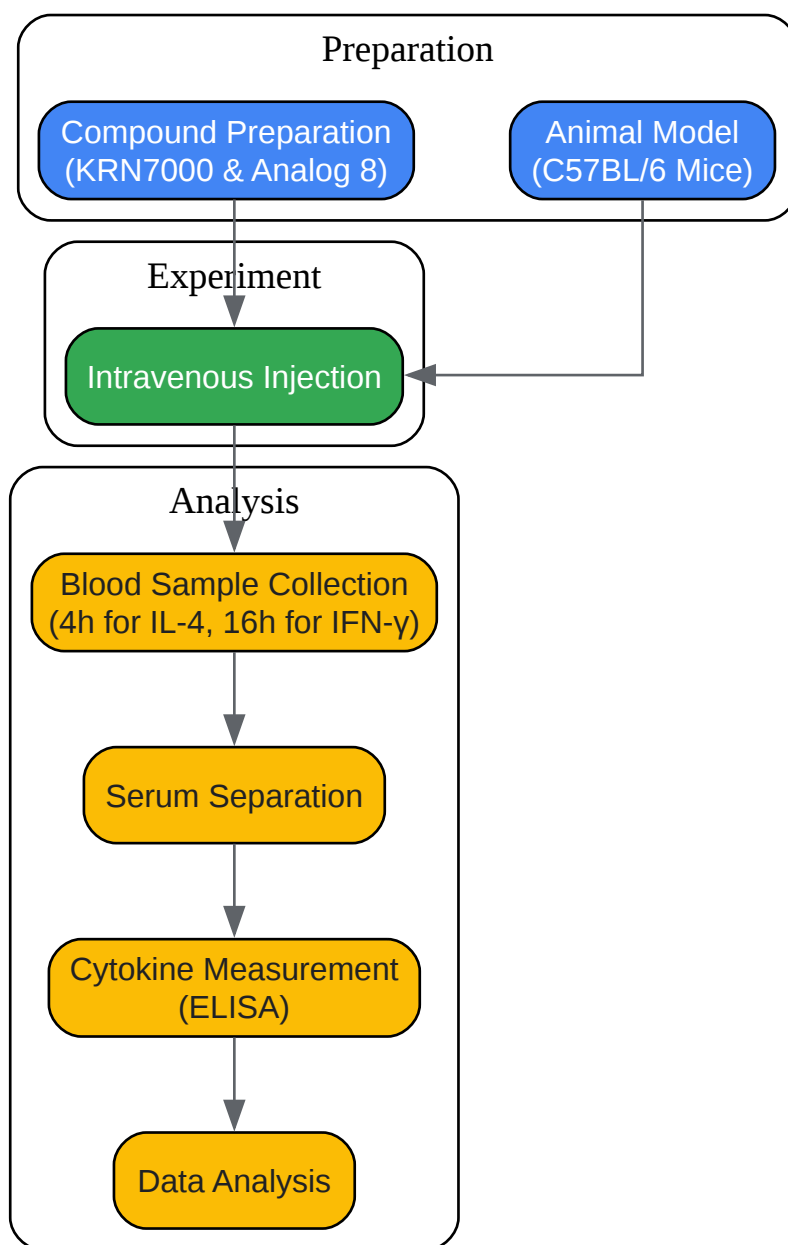 Preparation
Compound Preparation
(KRN7000 & Analog 8)
Animal Model
(C57BL/6 Mice)
Experiment
Intravenous Injection
Analysis
Blood Sample Collection
(4h for IL-4, 16h for IFN-γ)
Serum Separation
Cytokine Measurement
(ELISA)
Data Analysis